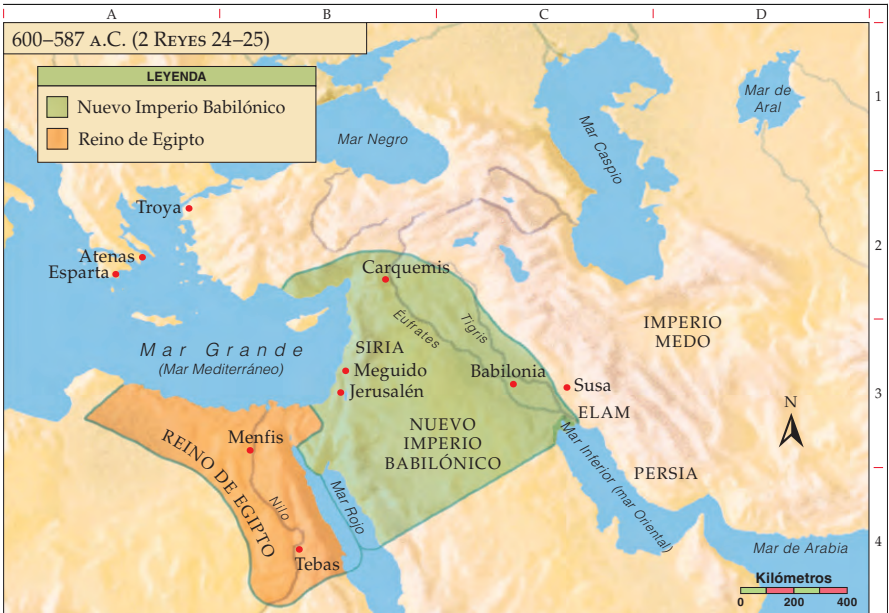 A
B
C
D
600–587 A.C. (2 REYES 24–25)
LEYENDA
Nuevo Imperio Babilónico
Reino de Egipto
1
2
3
4
Mar Negro
Mar Caspio
Mar de
Aral
Troya
Atenas
Esparta
Carquemis
Éufrates
Tigris
IMPERIO
MEDO
Mar Grande
(Mar Mediterráneo)
SIRIA
Meguido
Jerusalén
Babilonia
Susa
ELAM
NUEVO
IMPERIO
BABILÓNICO
N
REINO DE EGIPTO
Menfis
Nilo
Mar Rojo
Tebas
Mar Inferior (mar Oriental)
PERSIA
Mar de Arabia
Kilómetros
0 200 400